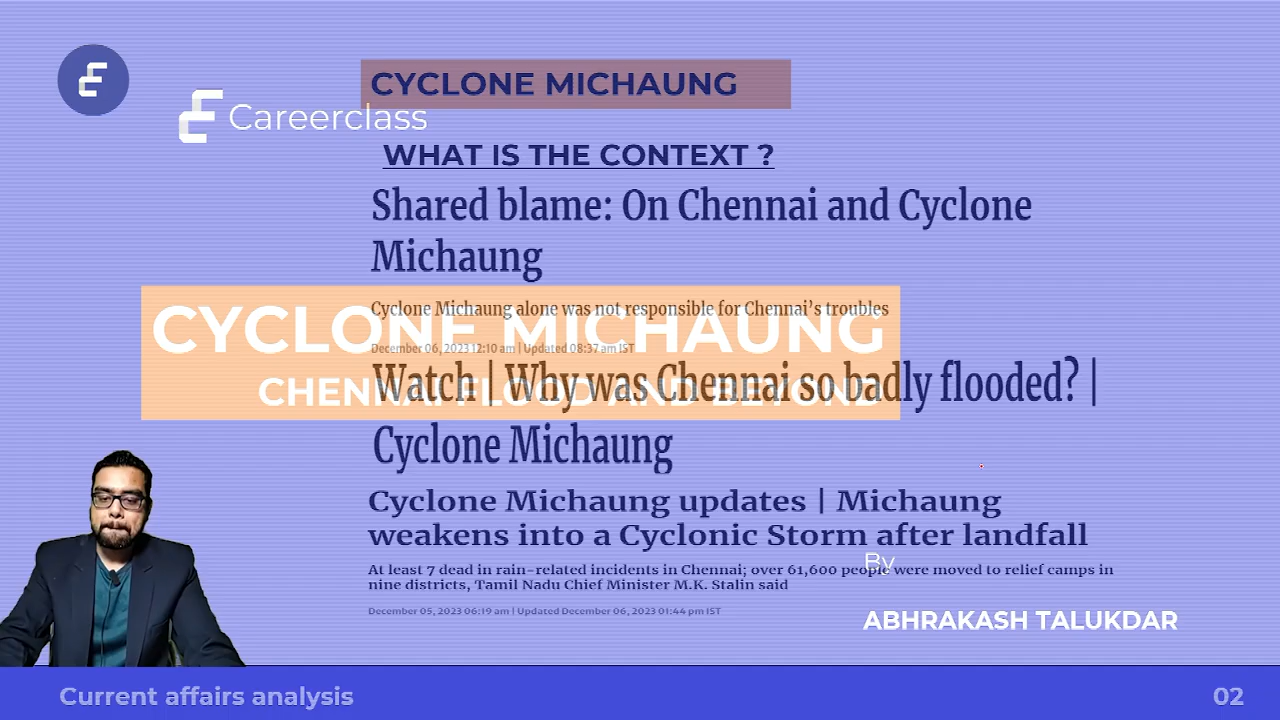 CYCLONE MICHAUNG
Careerclass
WHAT IS THE CONTEXT ?
Shared blame: On Chennai and Cyclone
Michaung
Cyclone Michaung alone was not responsible for Chennai's troubles
CYCLONE MICHAUNG
December 06, 2023 12:10 am | Updated 08:37 am IST
Watch | Why was Chennai so badly flooded? |
CHENNAI FLOOD AND BEYOND
Cyclone Michaung
Cyclone Michaung updates | Michaung
weakens into a Cyclonic Storm after landfall
By
At least 7 dead in rain-related incidents in Chennai; over 61,600 people were moved to relief camps in
nine districts, Tamil Nadu Chief Minister M.K. Stalin said
December 05, 2023 06:19 am | Updated December 06, 2023 01:44 pm IST
ABHRAKASH TALUKDAR
Current affairs analysis
02